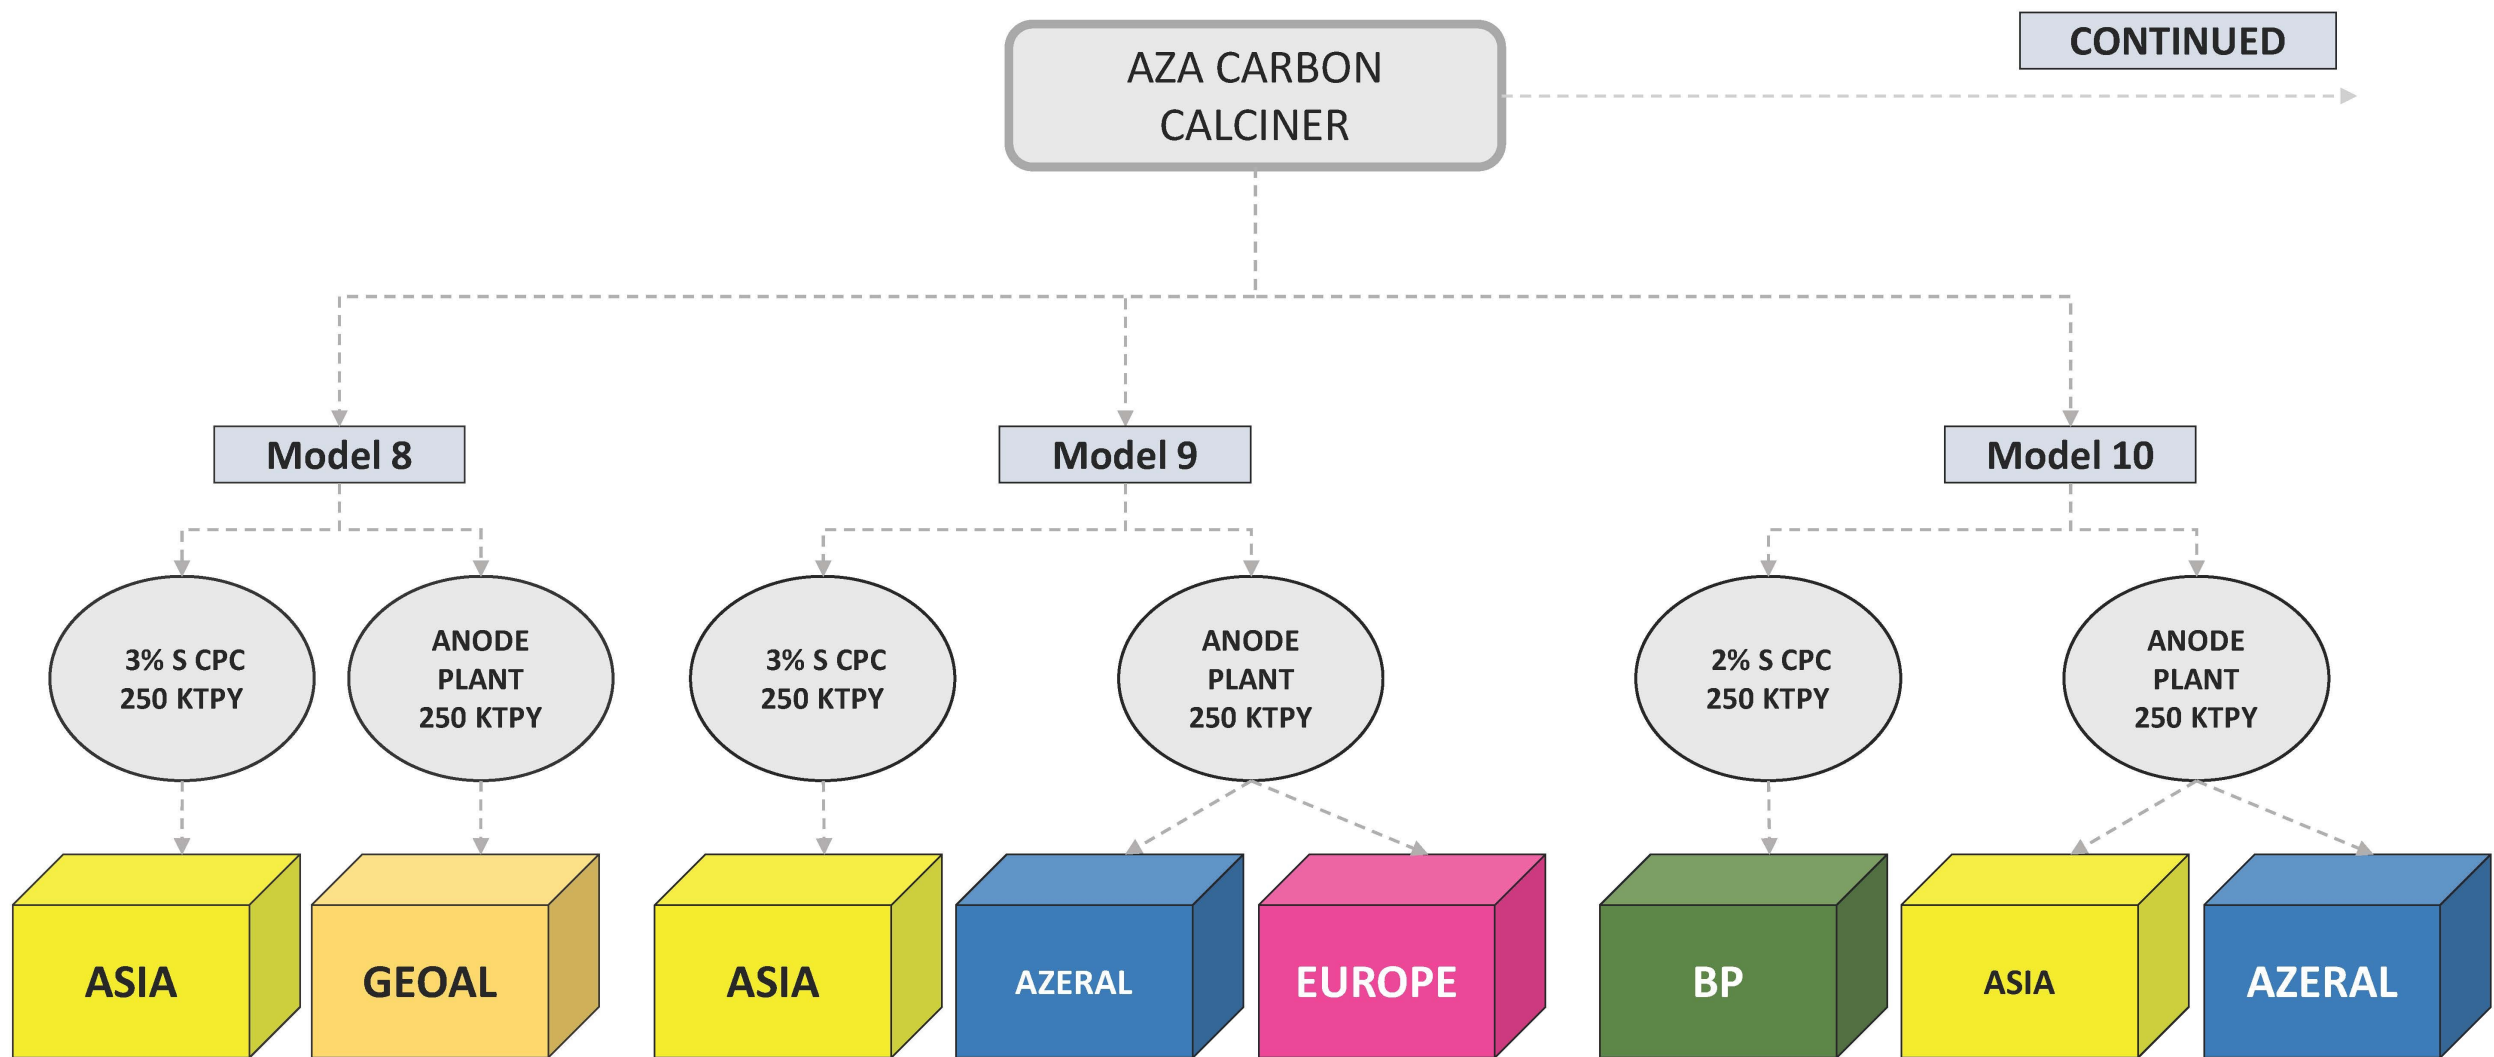 AZA CARBON
CALCINER
CONTINUED
Model 8
Model 9
Model 10
3% S CPC
250 KTPY
ANODE
PLANT
250 KTPY
3% S CPC
250 KTPY
ANODE
PLANT
250 KTPY
2% S CPC
250 KTPY
ANODE
PLANT
250 KTPY
ASIA
GEOAL
ASIA
AZERAL
EUROPE
BP
ASIA
AZERAL